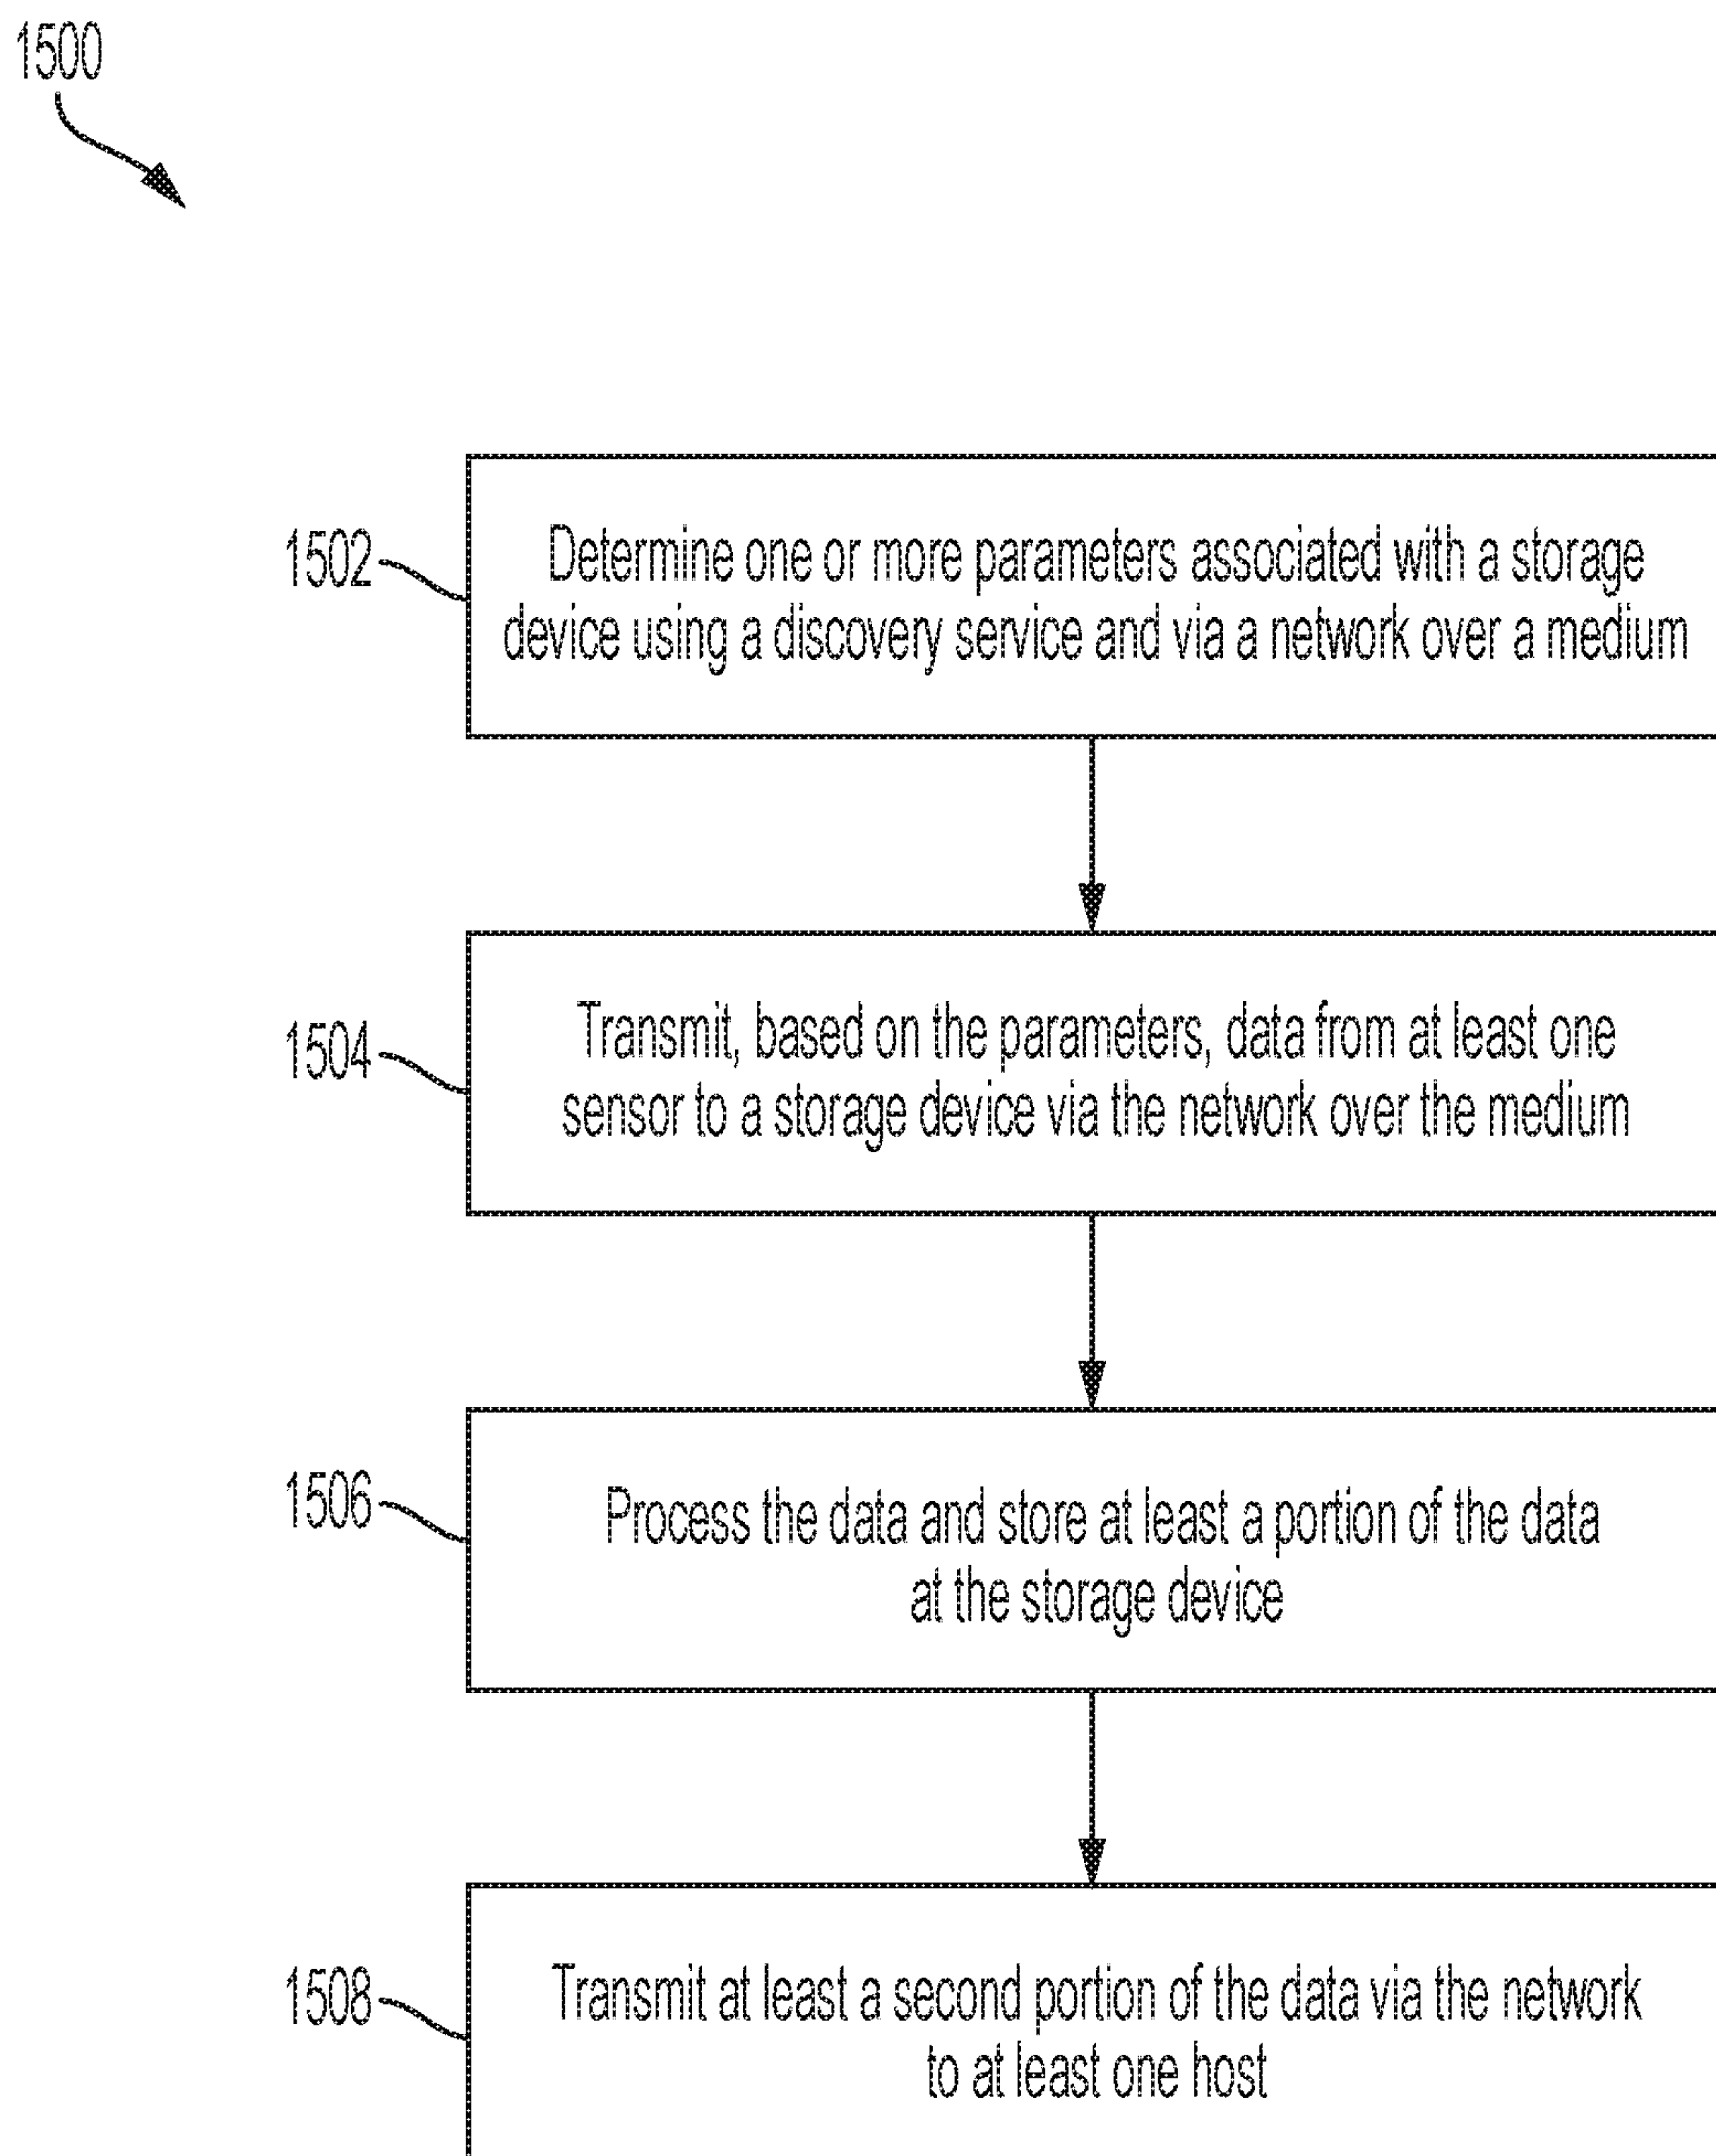 1500
1502
Determine one or more parameters associated with a storage
device using a discovery service and via a network over a medium
1504
Transmit, based on the parameters, data from at least one
sensor to a storage device via the network over the medium
1506
Process the data and store at least a portion of the data
at the storage device
1508
Transmit at least a second portion of the data via the network
to at least one host